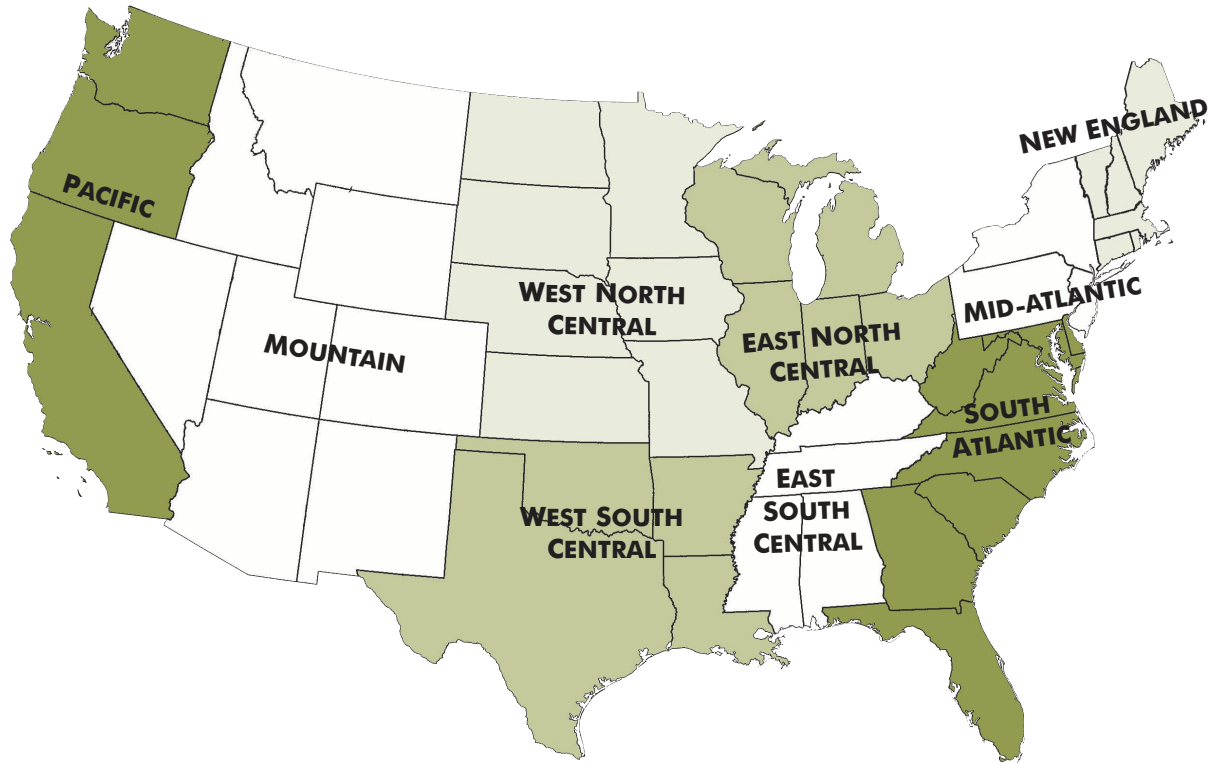 NEW ENGLAND
PACIFIC
MID-ATLANTIC
WEST NORTH
CENTRAL
EAST NORTH
CENTRAL
MOUNTAIN
SOUTH
ATLANTIC
EAST
SOUTH
CENTRAL
WEST SOUTH
CENTRAL